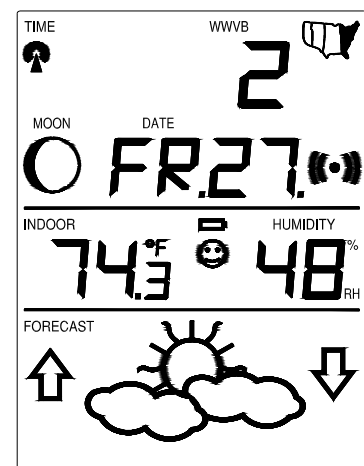 TIME WWVB
2
MOON DATE
FR.27.
INDOOR HUMIDITY
74.3 °F 48 % RH
FORECAST